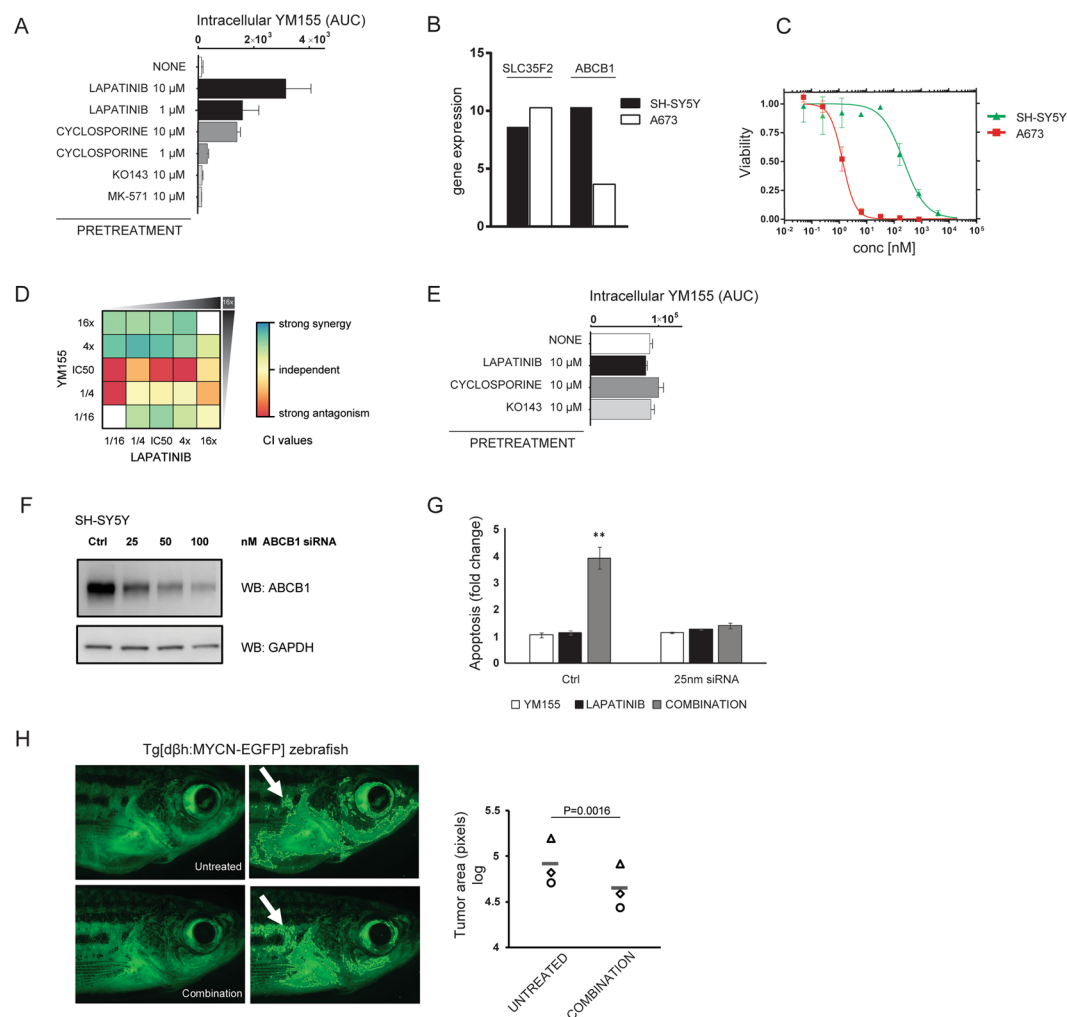 A
Intracellular YM155 (AUC)
0 2×10³ 4×10³
NONE
LAPATINIB 10 µM
LAPATINIB 1 µM
CYCLOSPORINE 10 µM
CYCLOSPORINE 1 µM
KO143 10 µM
MK-571 10 µM
PRETREATMENT
B
15
10
5
0
gene expression
SLC35F2 ABCB1
SH-SY5Y
A673
C
1.00
0.75
0.50
0.25
0.00
Viability
10⁻² 10⁻¹ 10⁰ 10¹ 10² 10³ 10⁴ 10⁵
conc [nM]
SH-SY5Y
A673
D
16x
16x
4x
IC50
1/4
1/16
YM155
1/16 1/4 IC50 4x 16x
LAPATINIB
strong synergy
independent
strong antagonism
CI values
E
Intracellular YM155 (AUC)
0 1×10⁵
NONE
LAPATINIB 10 µM
CYCLOSPORINE 10 µM
KO143 10 µM
PRETREATMENT
F
SH-SY5Y
Ctrl 25 50 100 nM ABCB1 siRNA
WB: ABCB1
WB: GAPDH
G
5
4
3
2
1
0
Apoptosis (fold change)
**
Ctrl 25nm siRNA
YM155 LAPATINIB COMBINATION
H
Tg[dβh:MYCN-EGFP] zebrafish
Untreated
Combination
5.5
5
4.5
4
Tumor area (pixels)
log
P=0.0016
UNTREATED
COMBINATION